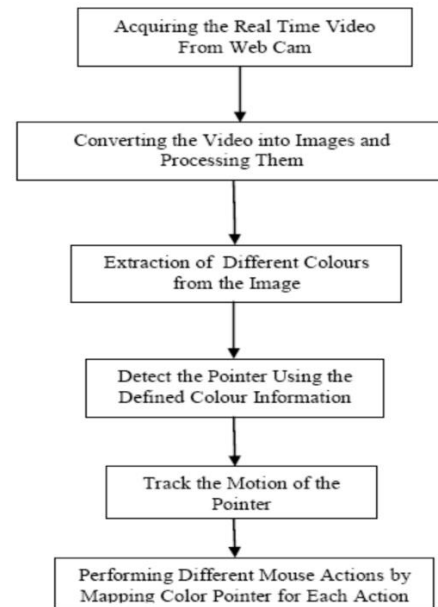 Acquiring the Real Time Video
From Web Cam
Converting the Video into Images and
Processing Them
Extraction of Different Colours
from the Image
Detect the Pointer Using the
Defined Colour Information
Track the Motion of the
Pointer
Performing Different Mouse Actions by
Mapping Color Pointer for Each Action